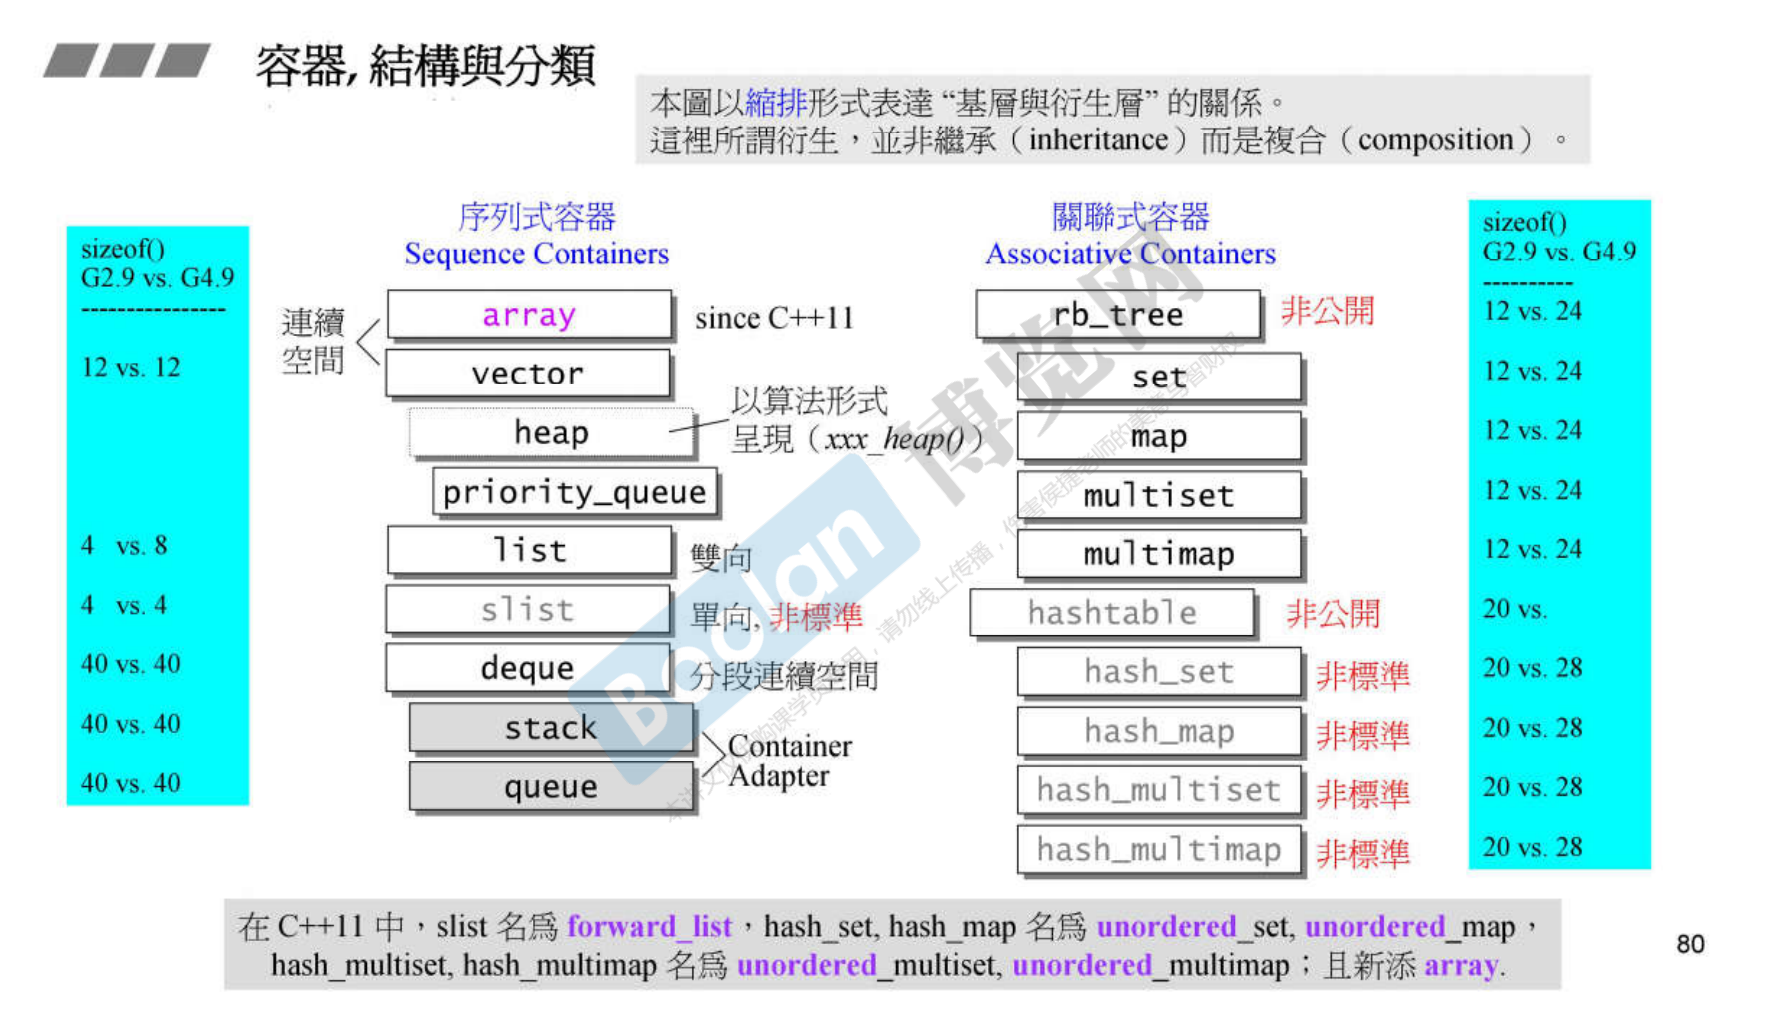 容器, 結構與分類
本圖以縮排形式表達 “基層與衍生層” 的關係。
這裡所謂衍生，並非繼承（inheritance）而是複合（composition）。
sizeof()
G2.9 vs. G4.9
----------------
12 vs. 12
4 vs. 8
4 vs. 4
40 vs. 40
40 vs. 40
40 vs. 40
序列式容器
Sequence Containers
連續
空間
array
since C++11
vector
heap
以算法形式
呈現（xxx_heap()）
priority_queue
list
雙向
slist
單向, 非標準
deque
分段連續空間
stack
queue
Container
Adapter
關聯式容器
Associative Containers
rb_tree
非公開
set
map
multiset
multimap
hashtable
非公開
hash_set
非標準
hash_map
非標準
hash_multiset
非標準
hash_multimap
非標準
sizeof()
G2.9 vs. G4.9
----------
12 vs. 24
12 vs. 24
12 vs. 24
12 vs. 24
12 vs. 24
20 vs.
20 vs. 28
20 vs. 28
20 vs. 28
20 vs. 28
Boolan 博览网
在 C++11 中，slist 名爲 forward_list，hash_set, hash_map 名爲 unordered_set, unordered_map，
hash_multiset, hash_multimap 名爲 unordered_multiset, unordered_multimap；且新添 array.
80